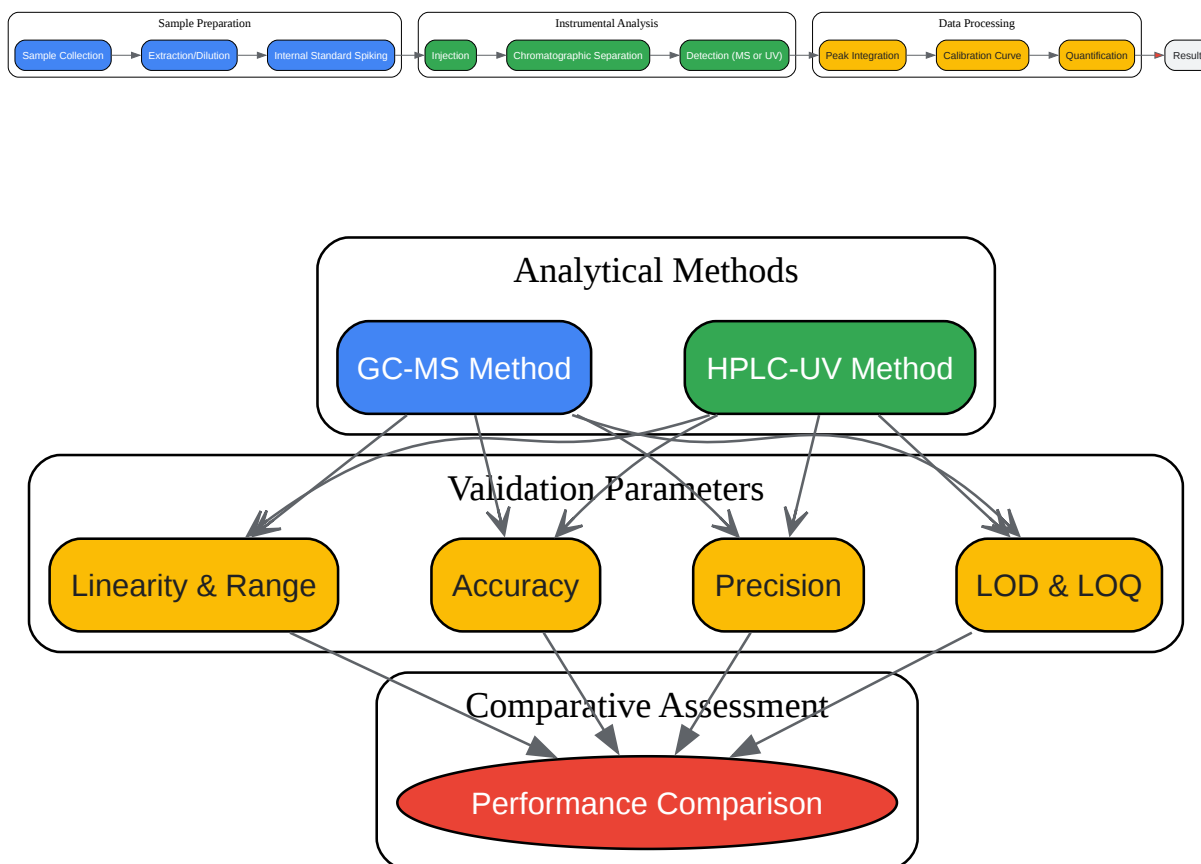 Sample Preparation
Instrumental Analysis
Data Processing
Sample Collection
Extraction/Dilution
Internal Standard Spiking
Injection
Chromatographic Separation
Detection (MS or UV)
Peak Integration
Calibration Curve
Quantification
Result
Analytical Methods
GC-MS Method
HPLC-UV Method
Validation Parameters
Linearity & Range
Accuracy
Precision
LOD & LOQ
Comparative Assessment
Performance Comparison